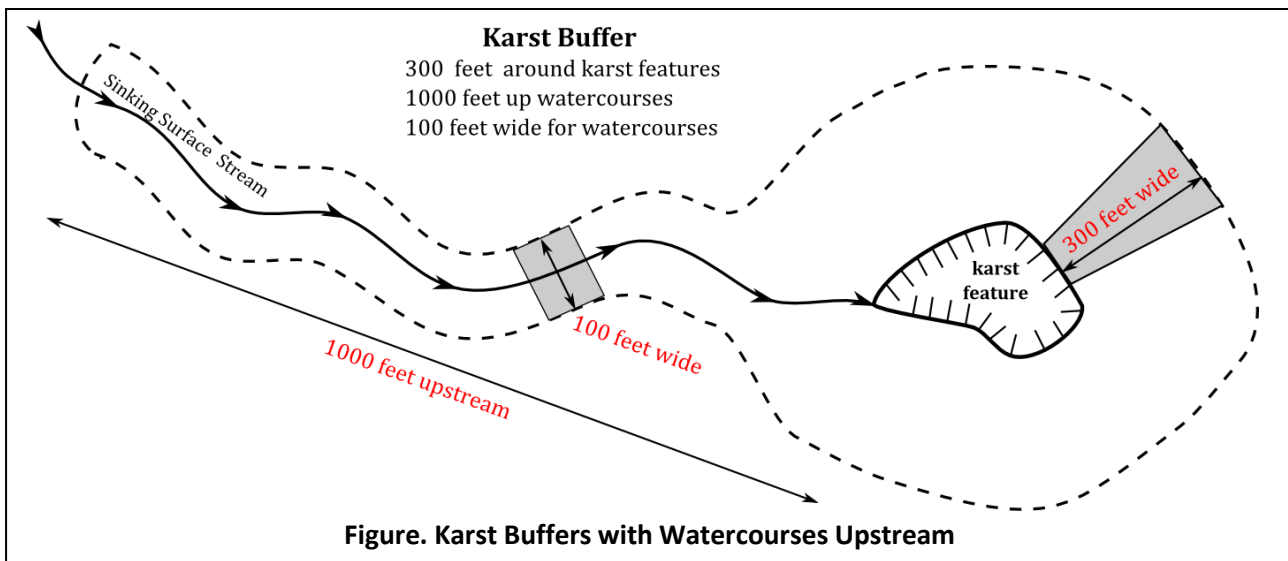 Karst Buffer
300 feet around karst features
1000 feet up watercourses
100 feet wide for watercourses
Sinking Surface Stream
300 feet wide
karst
feature
100 feet wide
1000 feet upstream
Figure. Karst Buffers with Watercourses Upstream